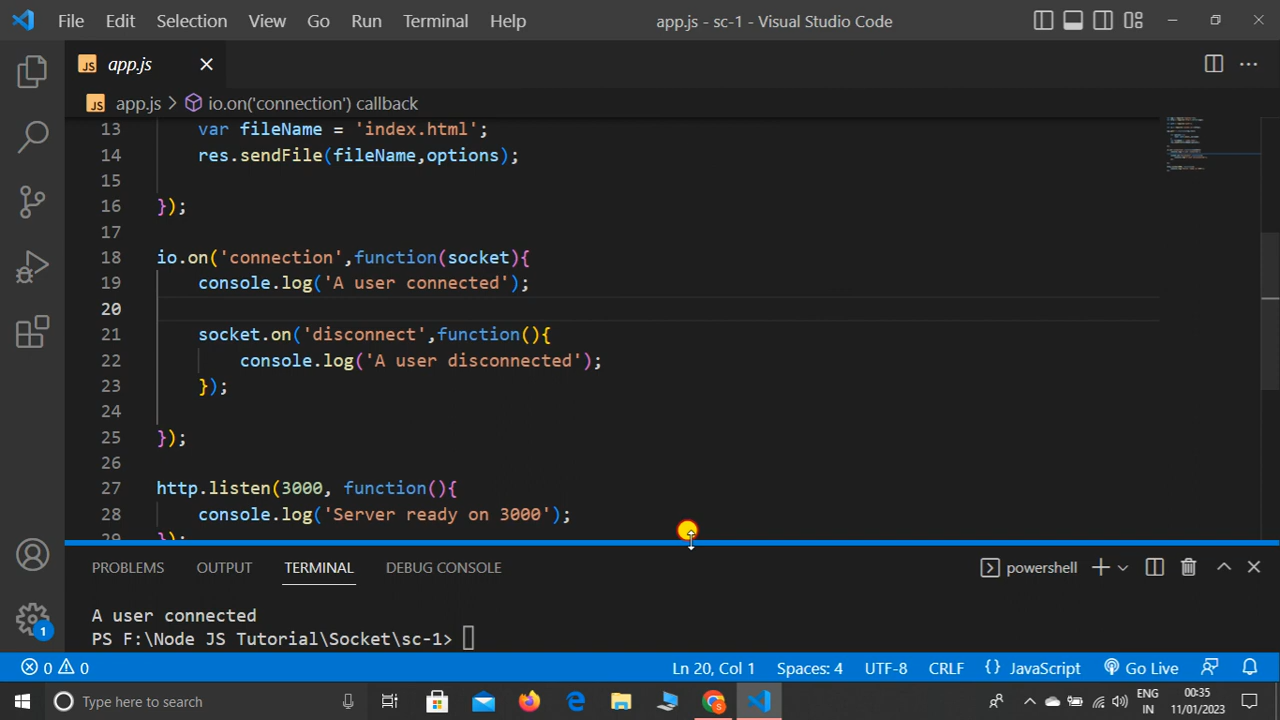 File Edit Selection View Go Run Terminal Help app.js - sc-1 - Visual Studio Code
JS app.js
JS app.js > io.on('connection') callback
13 var fileName = 'index.html';
14 res.sendFile(fileName,options);
15
16 });
17
18 io.on('connection',function(socket){
19 console.log('A user connected');
20
21 socket.on('disconnect',function(){
22 console.log('A user disconnected');
23 });
24
25 });
26
27 http.listen(3000, function(){
28 console.log('Server ready on 3000');
29 });
PROBLEMS OUTPUT TERMINAL DEBUG CONSOLE powershell
A user connected
PS F:\Node JS Tutorial\Socket\sc-1>
1
0 0 Ln 20, Col 1 Spaces: 4 UTF-8 CRLF {} JavaScript Go Live
Type here to search ENG 00:35
IN 11/01/2023